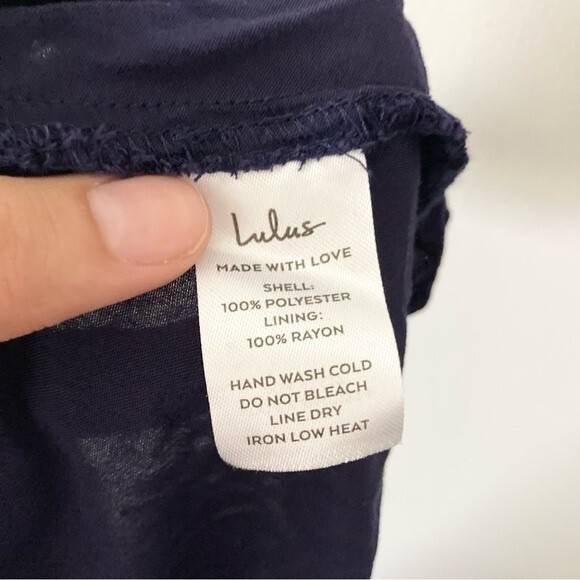 Lulus
MADE WITH LOVE
SHELL:
100% POLYESTER
LINING:
100% RAYON
HAND WASH COLD
DO NOT BLEACH
LINE DRY
IRON LOW HEAT